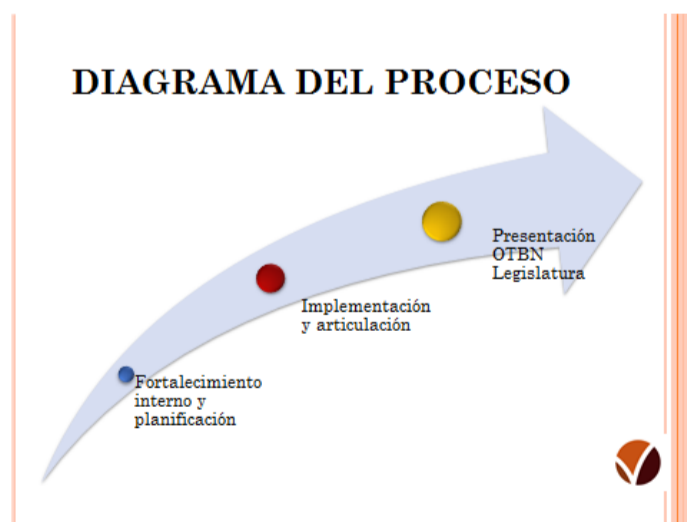 DIAGRAMA DEL PROCESO
Presentación
OTBN
Legislatura
Implementación
y articulación
Fortalecimiento
interno y
planificación